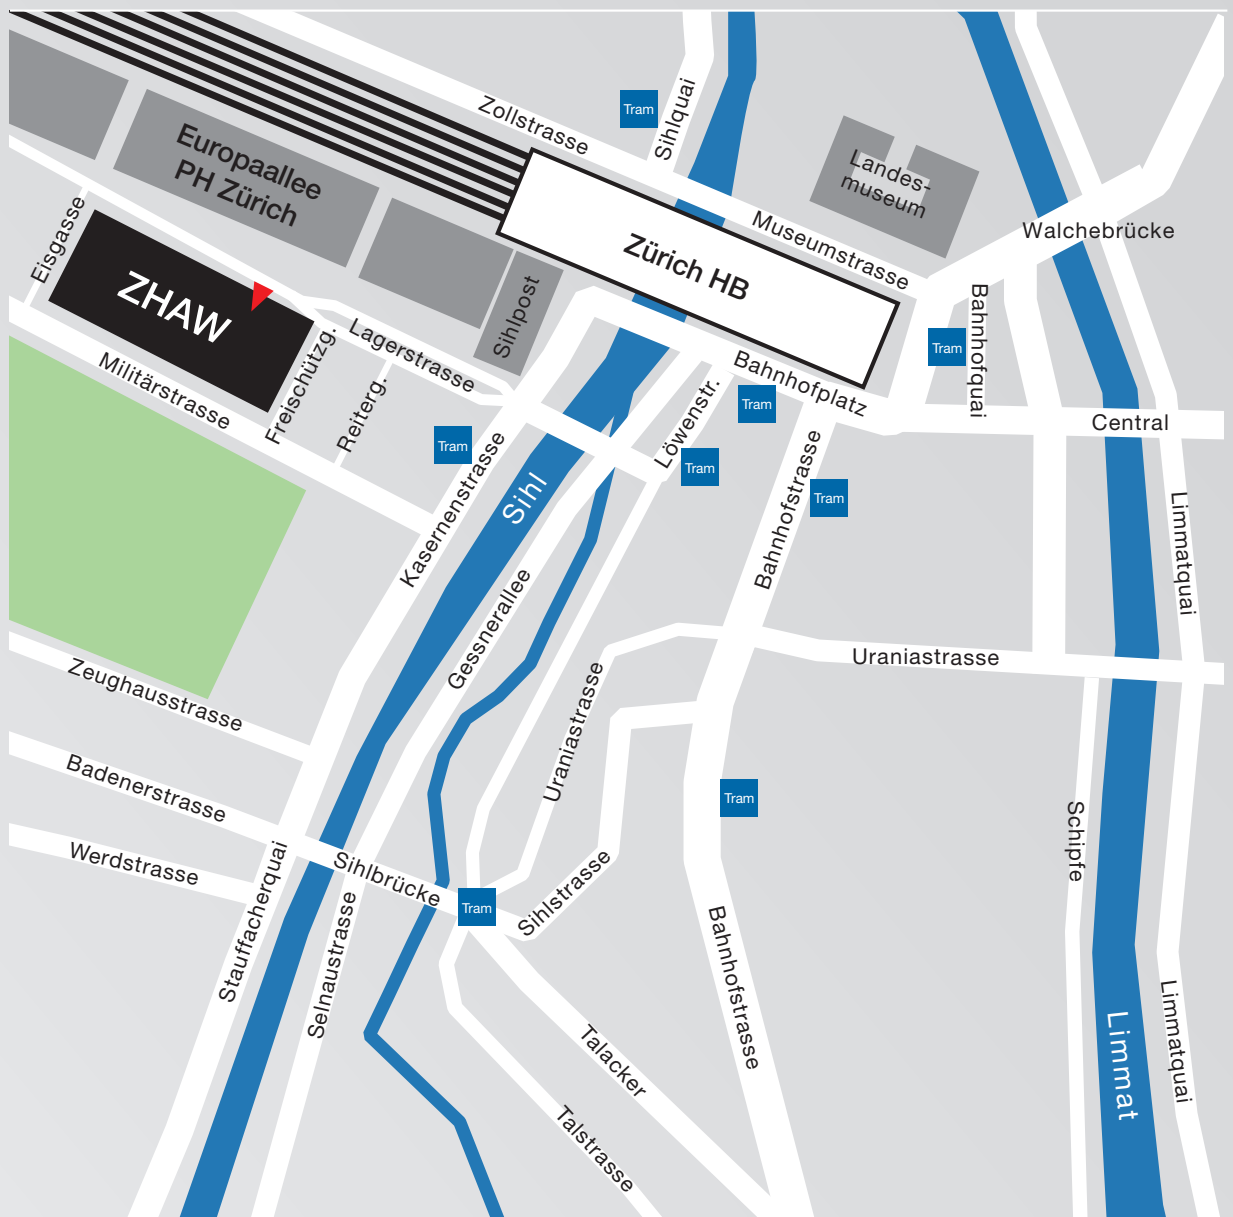 Zollstrasse
Sihlquai
Tram
Europaallee
PH Zürich
Landes-
museum
Museumstrasse
Walchebrücke
Zürich HB
Eisgasse
ZHAW
Sihlpost
Lagerstrasse
Bahnhofquai
Tram
Militärstrasse
Freischützg.
Reiterg.
Bahnhofplatz
Löwenstr.
Tram
Central
Tram
Tram
Tram
Kasernenstrasse
Sihl
Bahnhofstrasse
Limmatquai
Gessnerallee
Uraniastrasse
Zeughausstrasse
Uraniastrasse
Badenerstrasse
Tram
Schipfe
Werdstrasse
Sihlbrücke
Stauffacherquai
Selnaustrasse
Tram
Sihlstrasse
Bahnhofstrasse
Limmat
Limmatquai
Talacker
Talstrasse